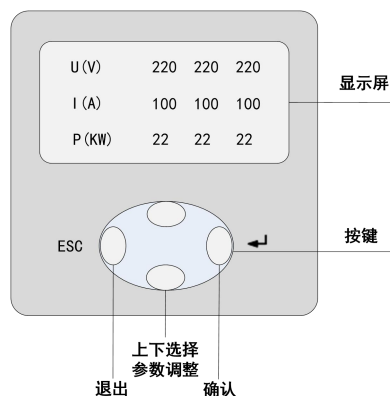 U(V) 220 220 220
显示屏
I(A) 100 100 100
P(KW) 22 22 22
ESC
按键
上下选择
参数调整
退出
确认